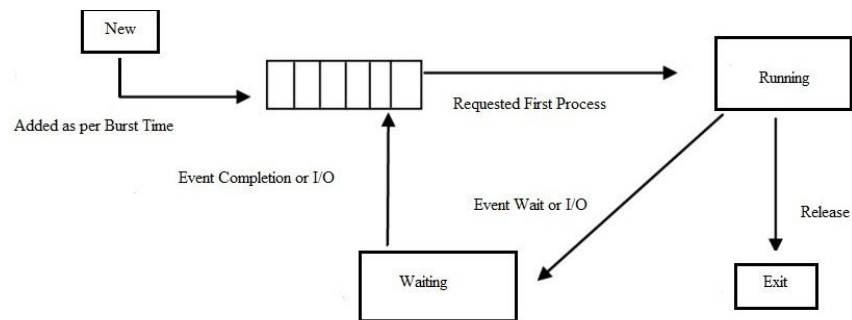 New
Running
Requested First Process
Added as per Burst Time
Event Completion or I/O
Event Wait or I/O
Release
Waiting
Exit